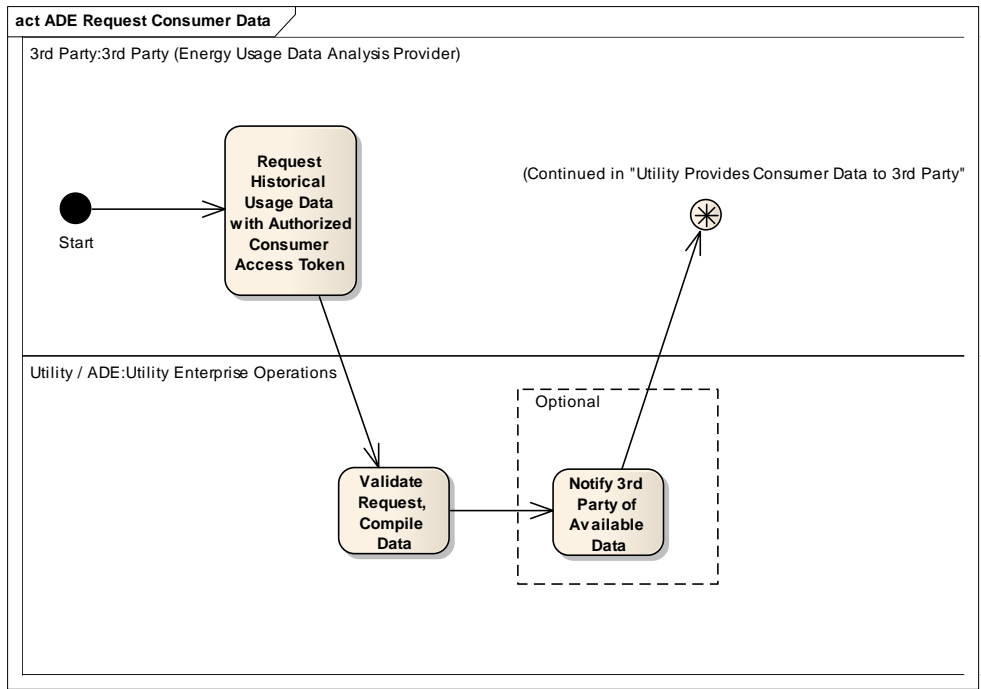 act ADE Request Consumer Data
3rd Party:3rd Party (Energy Usage Data Analysis Provider)
Request
Historical
Usage Data
with Authorized
Consumer
Access Token
(Continued in "Utility Provides Consumer Data to 3rd Party"
Start
Utility / ADE:Utility Enterprise Operations
Optional
Validate
Request,
Compile
Data
Notify 3rd
Party of
Available
Data